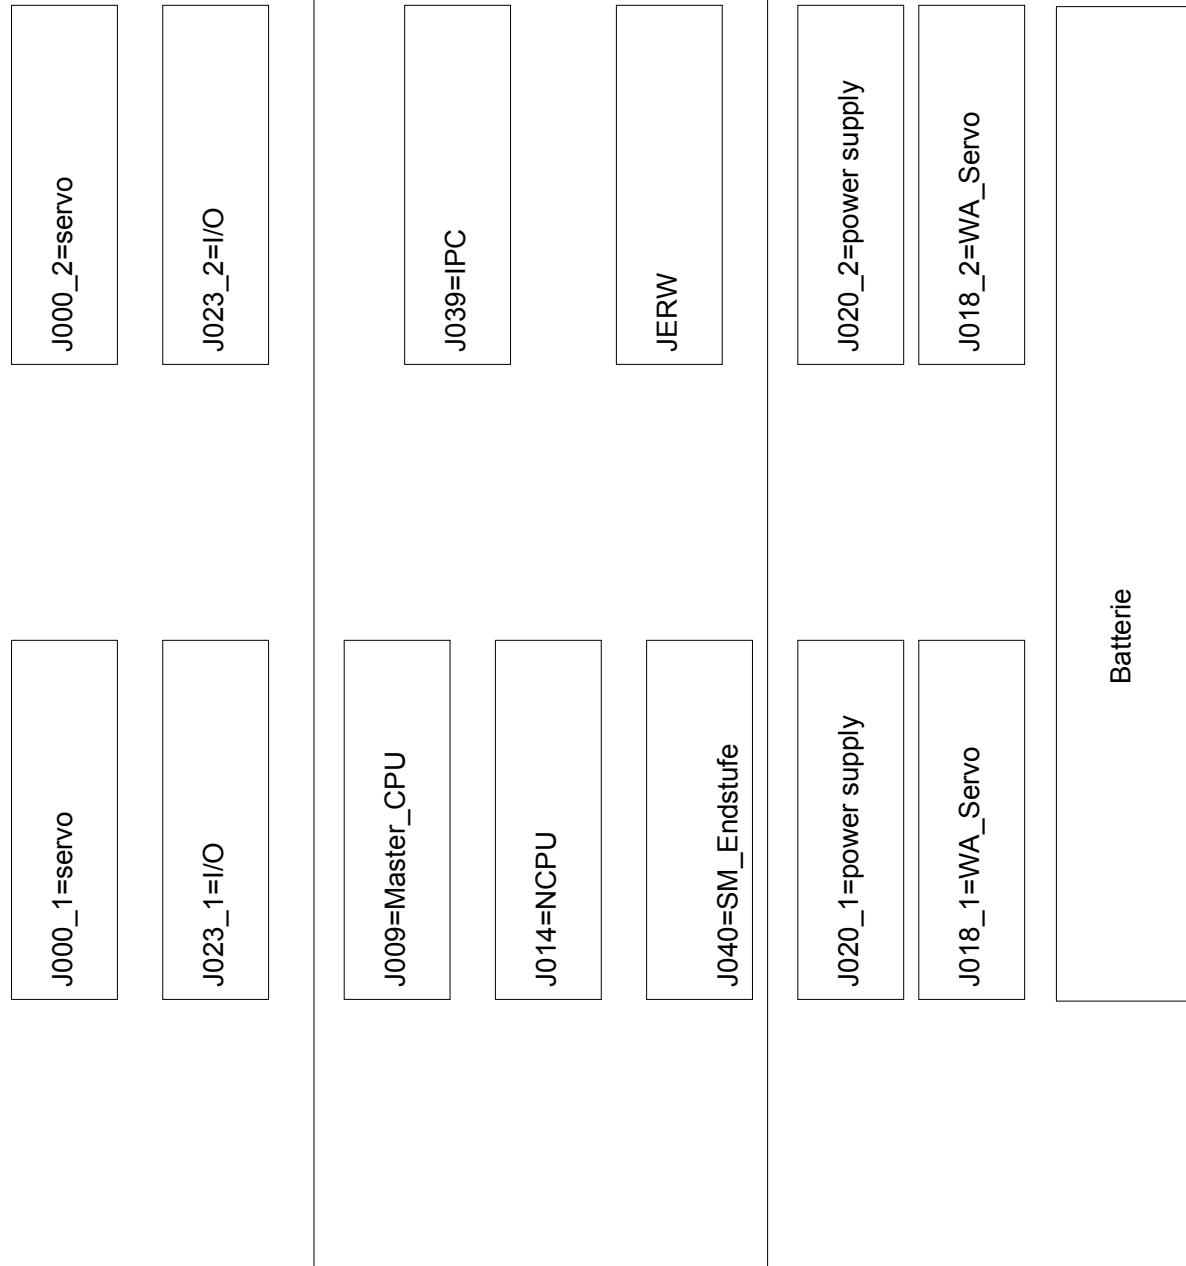 J000_2=servo
J023_2=I/O
J039=IPC
JERW
J020_2=power supply
J018_2=WA_Servo
J000_1=servo
J023_1=I/O
J009=Master_CPU
J014=NCPU
J040=SM_Endstufe
J020_1=power supply
J018_1=WA_Servo
Batterie